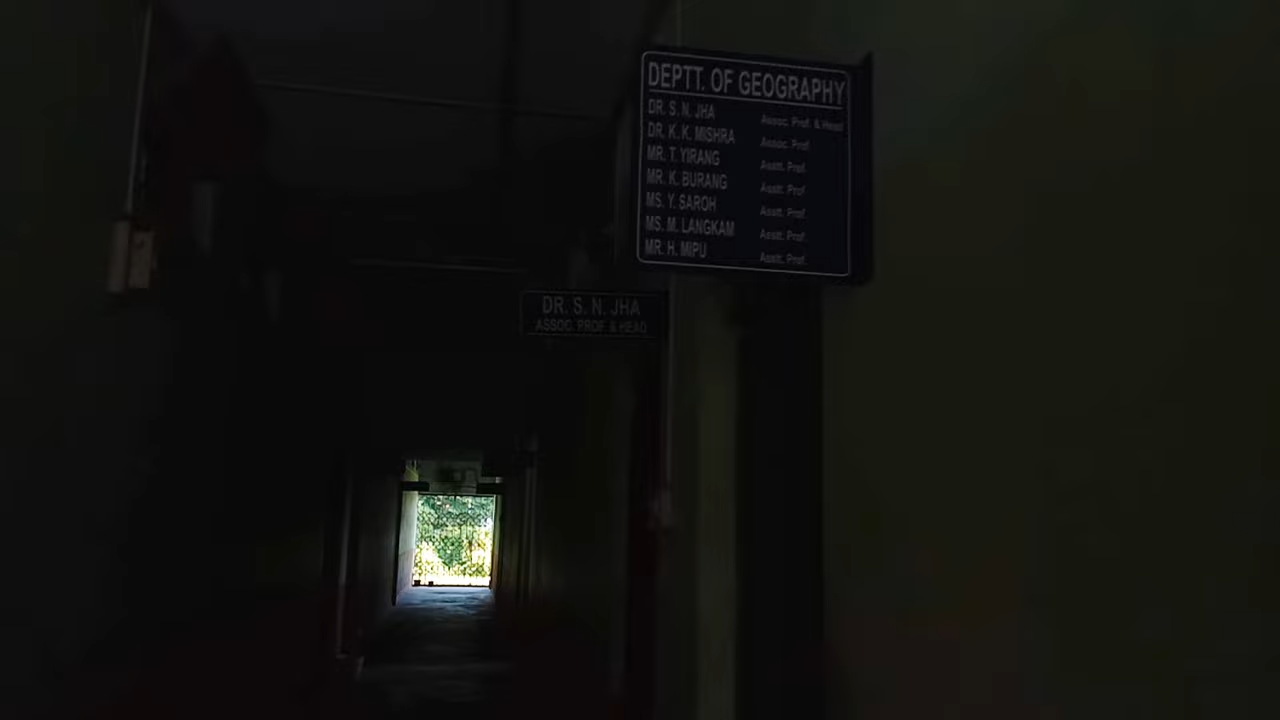 DEPTT. OF GEOGRAPHY
DR. S. N. JHA Assoc. Prof. & Head
DR. K. K. MISHRA Assoc. Prof.
MR. T. YIRANG Asstt. Prof.
MR. K. BURANG Asstt. Prof.
MS. Y. SAROH Asstt. Prof.
MS. M. LANGKAM Asstt. Prof.
MR. H. MIPU Asstt. Prof.
DR. S. N. JHA
ASSOC. PROF. & HEAD